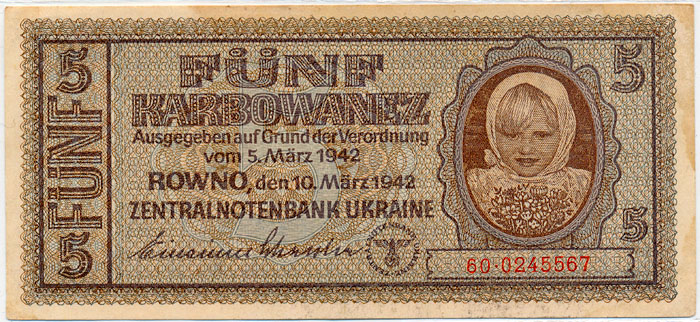 5 FÜNF 5
FÜNF
KARBOWANEZ
Ausgegeben auf Grund der Verordnung
vom 5. März 1942
ROWNO, den 10. März 1942
ZENTRALNOTENBANK UKRAINE
5
5
60·0245567